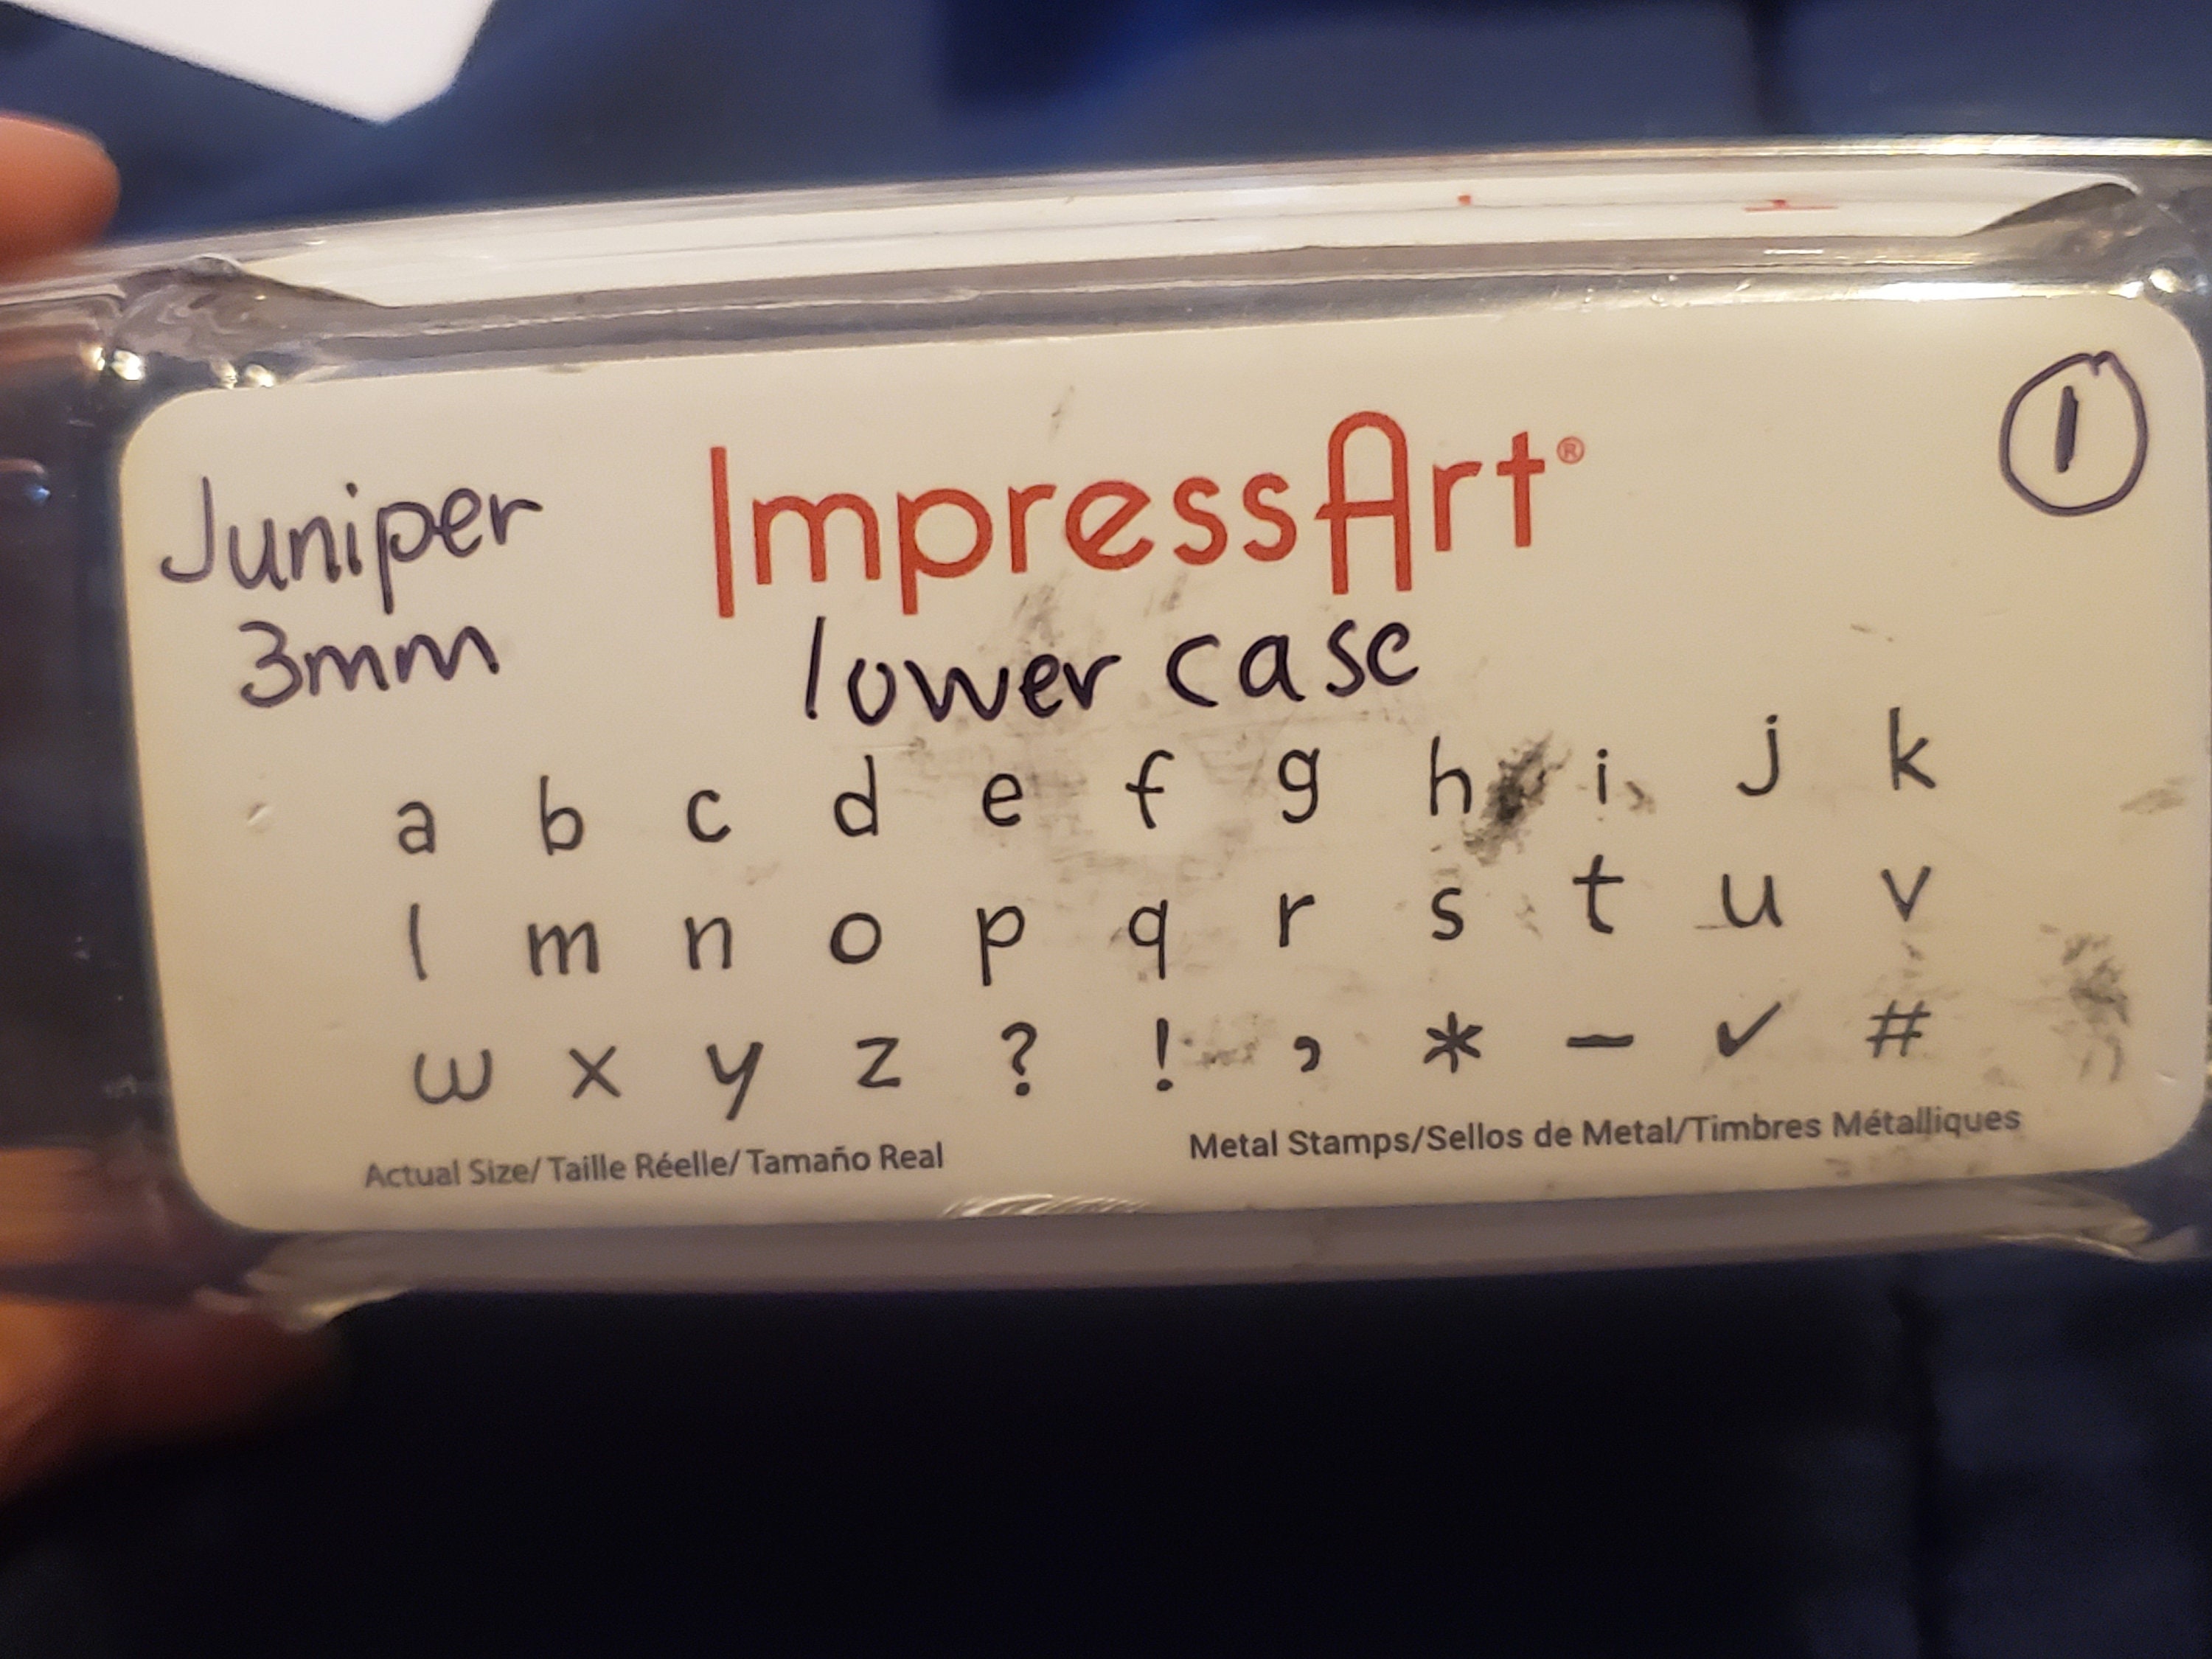 Juniper
3mm
ImpressArt®
1
lower case
a b c d e f g h i j k
l m n o p q r s t u v
w x y z ? ! , * – ✓ #
Actual Size/ Taille Réelle/ Tamaño Real
Metal Stamps/Sellos de Metal/Timbres Métalliques